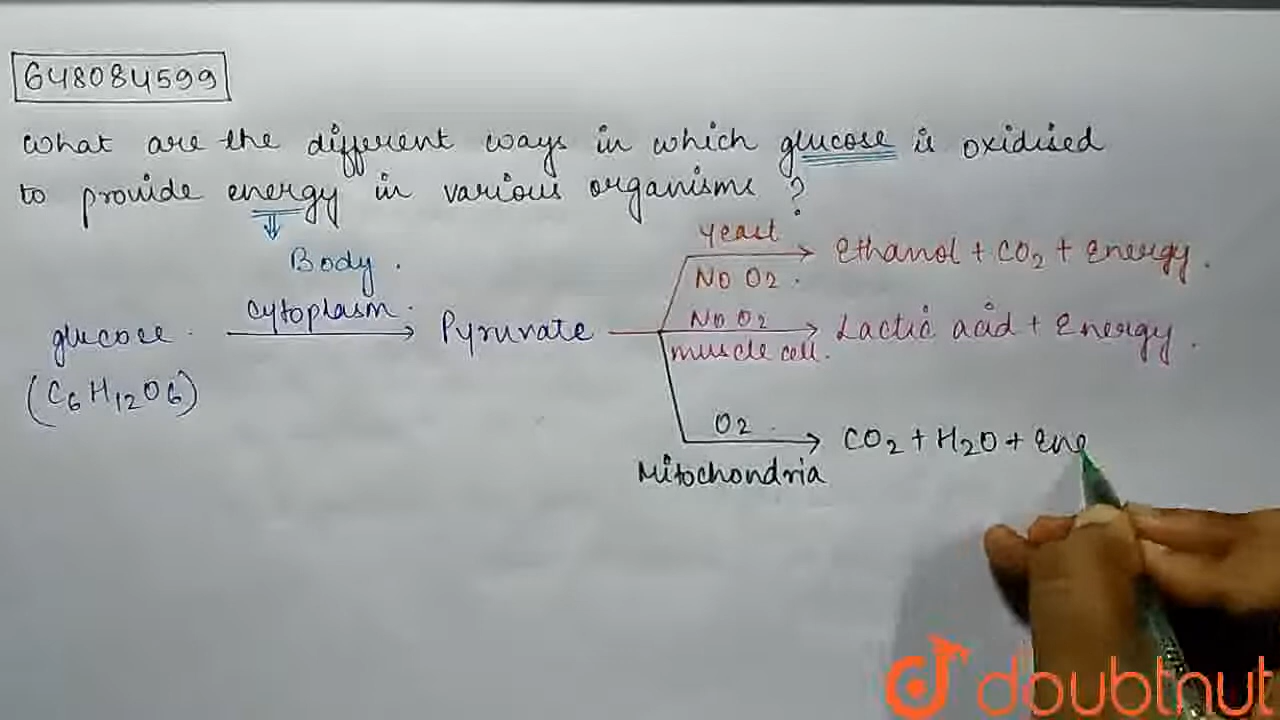 648084599
What are the different ways in which glucose is oxidised
to provide energy in various organisms ?
Body .
Yeast
Ethanol + CO2 + Energy .
No O2 .
Cytoplasm .
glucose . Pyruvate
No O2
Lactic acid + Energy .
muscle cell .
(C6H12O6)
O2 .
CO2 + H2O + Ene
Mitochondria
doubtnut